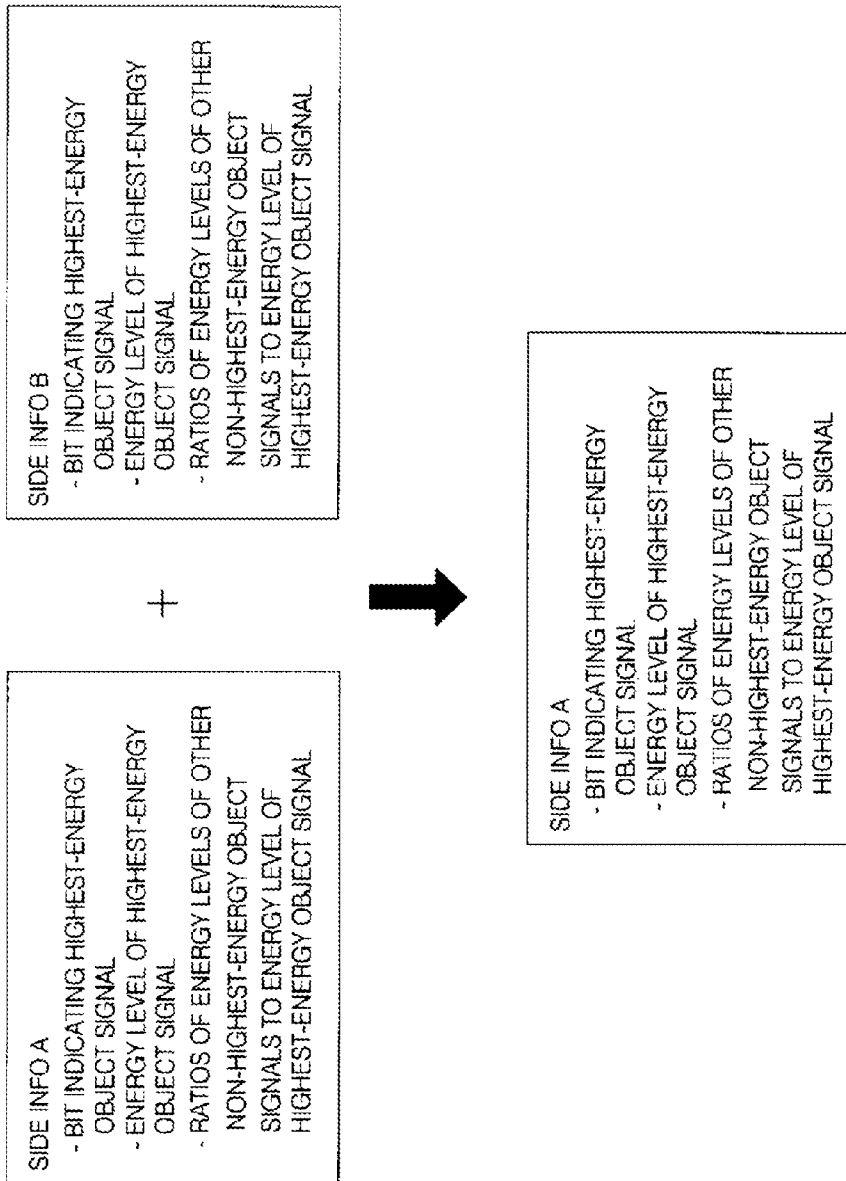 SIDE INFO A
- BIT INDICATING HIGHEST-ENERGY
OBJECT SIGNAL
- ENERGY LEVEL OF HIGHEST-ENERGY
OBJECT SIGNAL
- RATIOS OF ENERGY LEVELS OF OTHER
NON-HIGHEST-ENERGY OBJECT
SIGNALS TO ENERGY LEVEL OF
HIGHEST-ENERGY OBJECT SIGNAL
+
SIDE INFO B
- BIT INDICATING HIGHEST-ENERGY
OBJECT SIGNAL
- ENERGY LEVEL OF HIGHEST-ENERGY
OBJECT SIGNAL
- RATIOS OF ENERGY LEVELS OF OTHER
NON-HIGHEST-ENERGY OBJECT
SIGNALS TO ENERGY LEVEL OF
HIGHEST-ENERGY OBJECT SIGNAL
SIDE INFO A
- BIT INDICATING HIGHEST-ENERGY
OBJECT SIGNAL
- ENERGY LEVEL OF HIGHEST-ENERGY
OBJECT SIGNAL
- RATIOS OF ENERGY LEVELS OF OTHER
NON-HIGHEST-ENERGY OBJECT
SIGNALS TO ENERGY LEVEL OF
HIGHEST-ENERGY OBJECT SIGNAL